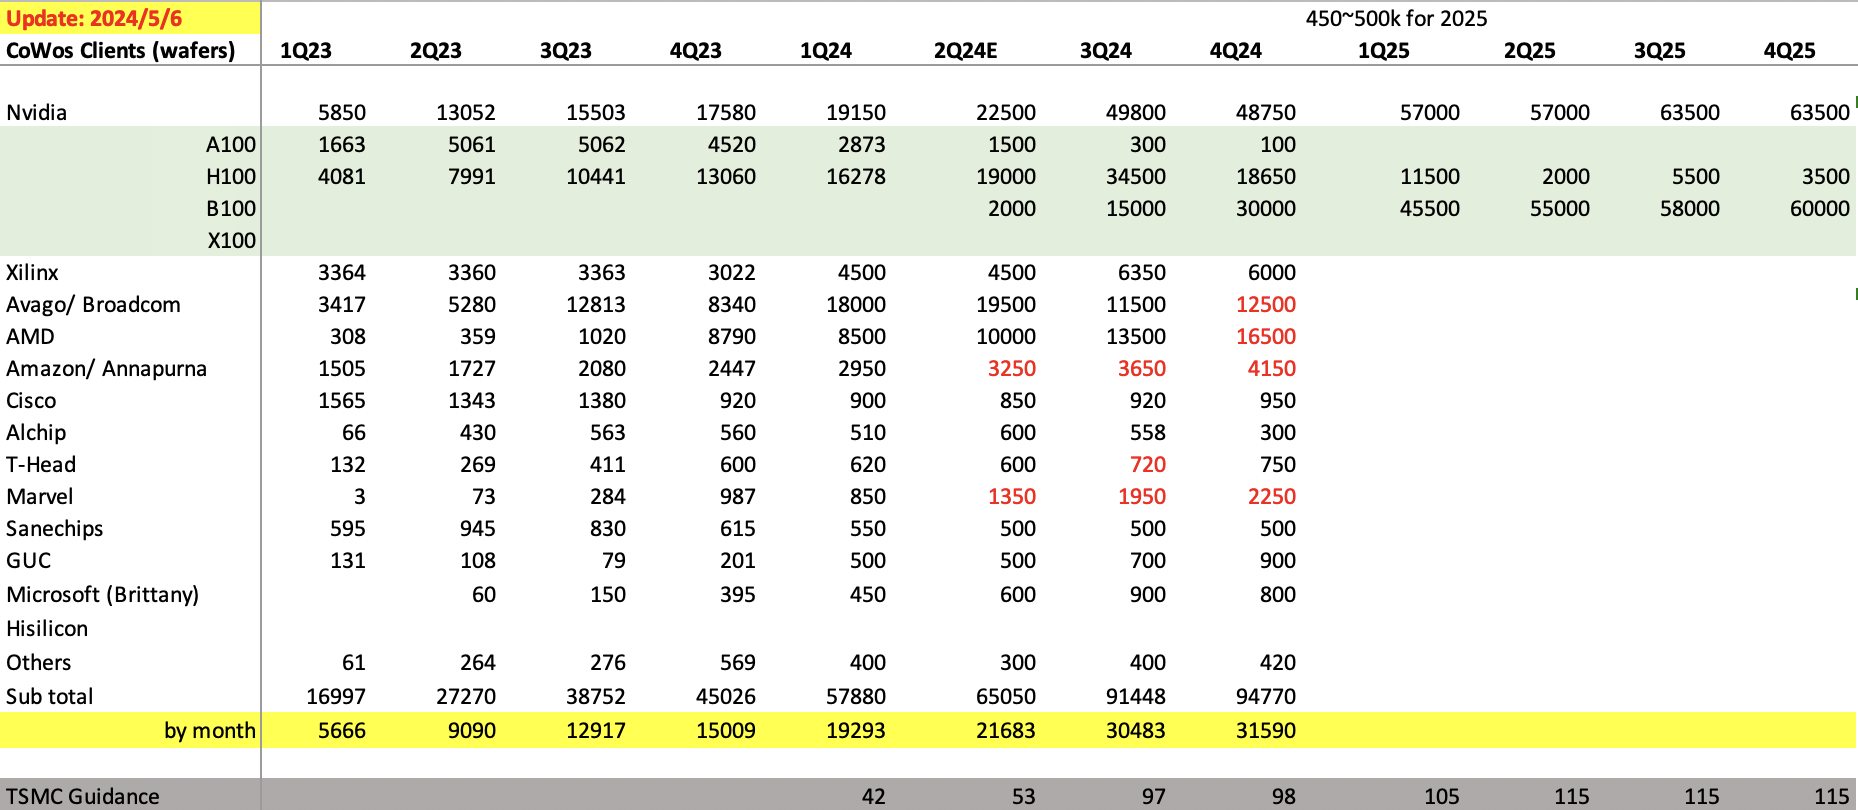 Update: 2024/5/6 450~500k for 2025
CoWos Clients (wafers) 1Q23 2Q23 3Q23 4Q23 1Q24 2Q24E 3Q24 4Q24 1Q25 2Q25 3Q25 4Q25
Nvidia 5850 13052 15503 17580 19150 22500 49800 48750 57000 57000 63500 63500
A100 1663 5061 5062 4520 2873 1500 300 100
H100 4081 7991 10441 13060 16278 19000 34500 18650 11500 2000 5500 3500
B100 2000 15000 30000 45500 55000 58000 60000
X100
Xilinx 3364 3360 3363 3022 4500 4500 6350 6000
Avago/ Broadcom 3417 5280 12813 8340 18000 19500 11500 12500
AMD 308 359 1020 8790 8500 10000 13500 16500
Amazon/ Annapurna 1505 1727 2080 2447 2950 3250 3650 4150
Cisco 1565 1343 1380 920 900 850 920 950
Alchip 66 430 563 560 510 600 558 300
T-Head 132 269 411 600 620 600 720 750
Marvel 3 73 284 987 850 1350 1950 2250
Sanechips 595 945 830 615 550 500 500 500
GUC 131 108 79 201 500 500 700 900
Microsoft (Brittany) 60 150 395 450 600 900 800
Hisilicon
Others 61 264 276 569 400 300 400 420
Sub total 16997 27270 38752 45026 57880 65050 91448 94770
by month 5666 9090 12917 15009 19293 21683 30483 31590
TSMC Guidance 42 53 97 98 105 115 115 115